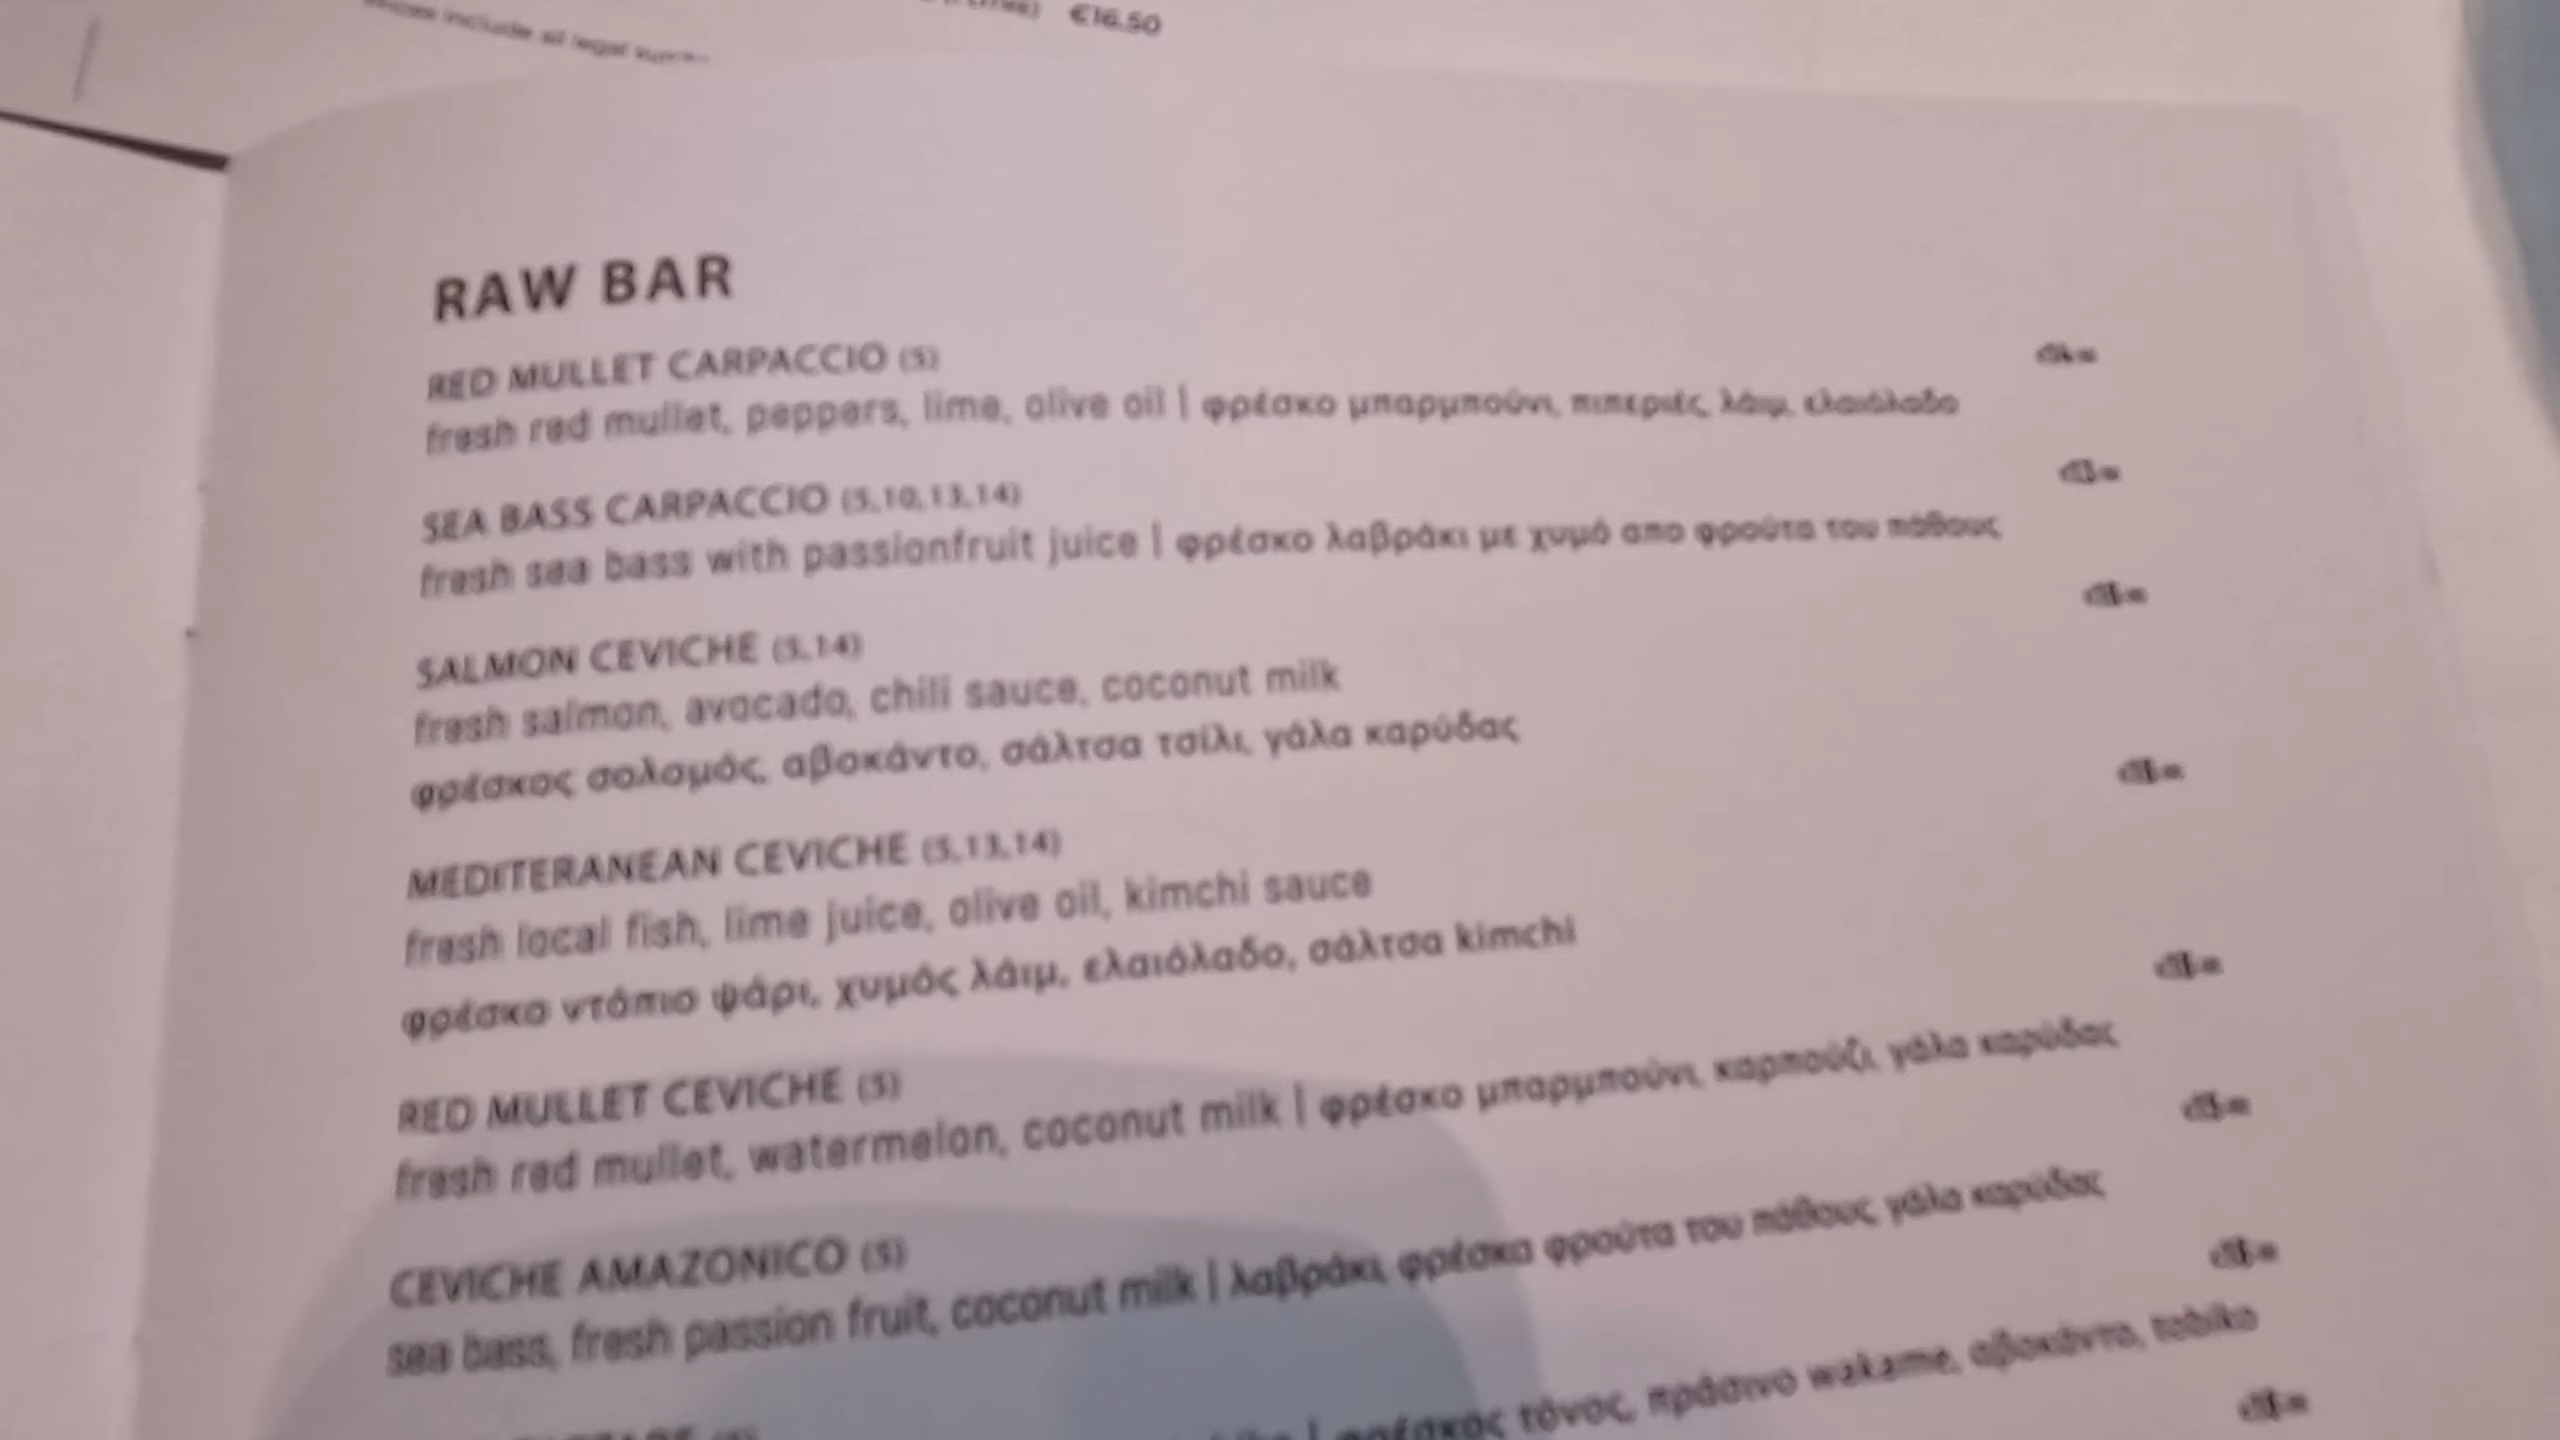 include all legal
€16.50
RAW BAR
RED MULLET CARPACCIO (5)
fresh red mullet, peppers, lime, olive oil | φρέσκο μπαρμπούνι, πιπεριές, λάιμ, ελαιόλαδο
SEA BASS CARPACCIO (5,10,13,14)
fresh sea bass with passionfruit juice | φρέσκο λαβράκι με χυμό απο φρούτα του πάθους
SALMON CEVICHE (5,14)
fresh salmon, avocado, chili sauce, coconut milk
φρέσκος σολομός, αβοκάντο, σάλτσα τσίλι, γάλα καρύδας
MEDITERANEAN CEVICHE (5,13,14)
fresh local fish, lime juice, olive oil, kimchi sauce
φρέσκο ντόπιο ψάρι, χυμός λάιμ, ελαιόλαδο, σάλτσα kimchi
RED MULLET CEVICHE (5)
fresh red mullet, watermelon, coconut milk | φρέσκο μπαρμπούνι, καρπούζι, γάλα καρύδας
CEVICHE AMAZONICO (5)
sea bass, fresh passion fruit, coconut milk | λαβράκι, φρέσκα φρούτα του πάθους, γάλα καρύδας
| φρέσκος τόνος, πράσινο wakame, αβοκάντο, tobiko